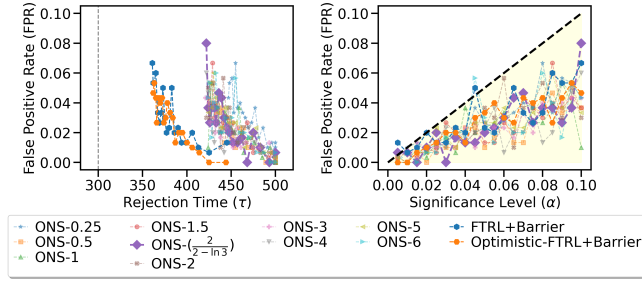 0.10
0.08
0.06
0.04
0.02
0.00
False Positive Rate (FPR)
300 350 400 450 500
Rejection Time (τ)
0.10
0.08
0.06
0.04
0.02
0.00
False Positive Rate (FPR)
0.00 0.02 0.04 0.06 0.08 0.10
Significance Level (α)
ONS-0.25
ONS-0.5
ONS-1
ONS-1.5
ONS-(2/(2 − ln 3))
ONS-2
ONS-3
ONS-4
ONS-5
ONS-6
FTRL+Barrier
Optimistic-FTRL+Barrier